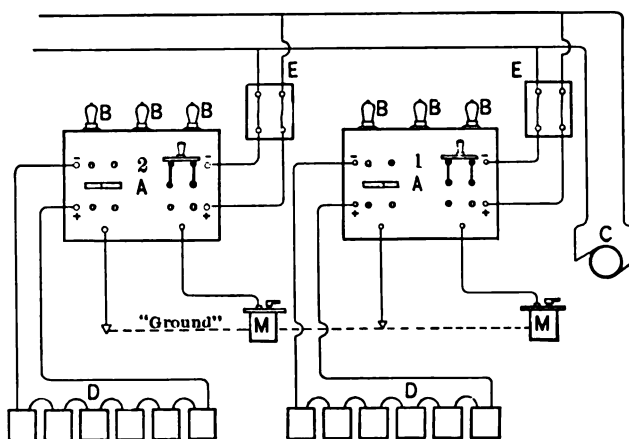 E E
B B B B B B
− 2 − − 1 −
A A
+ + + +
C
"Ground" M M
D D